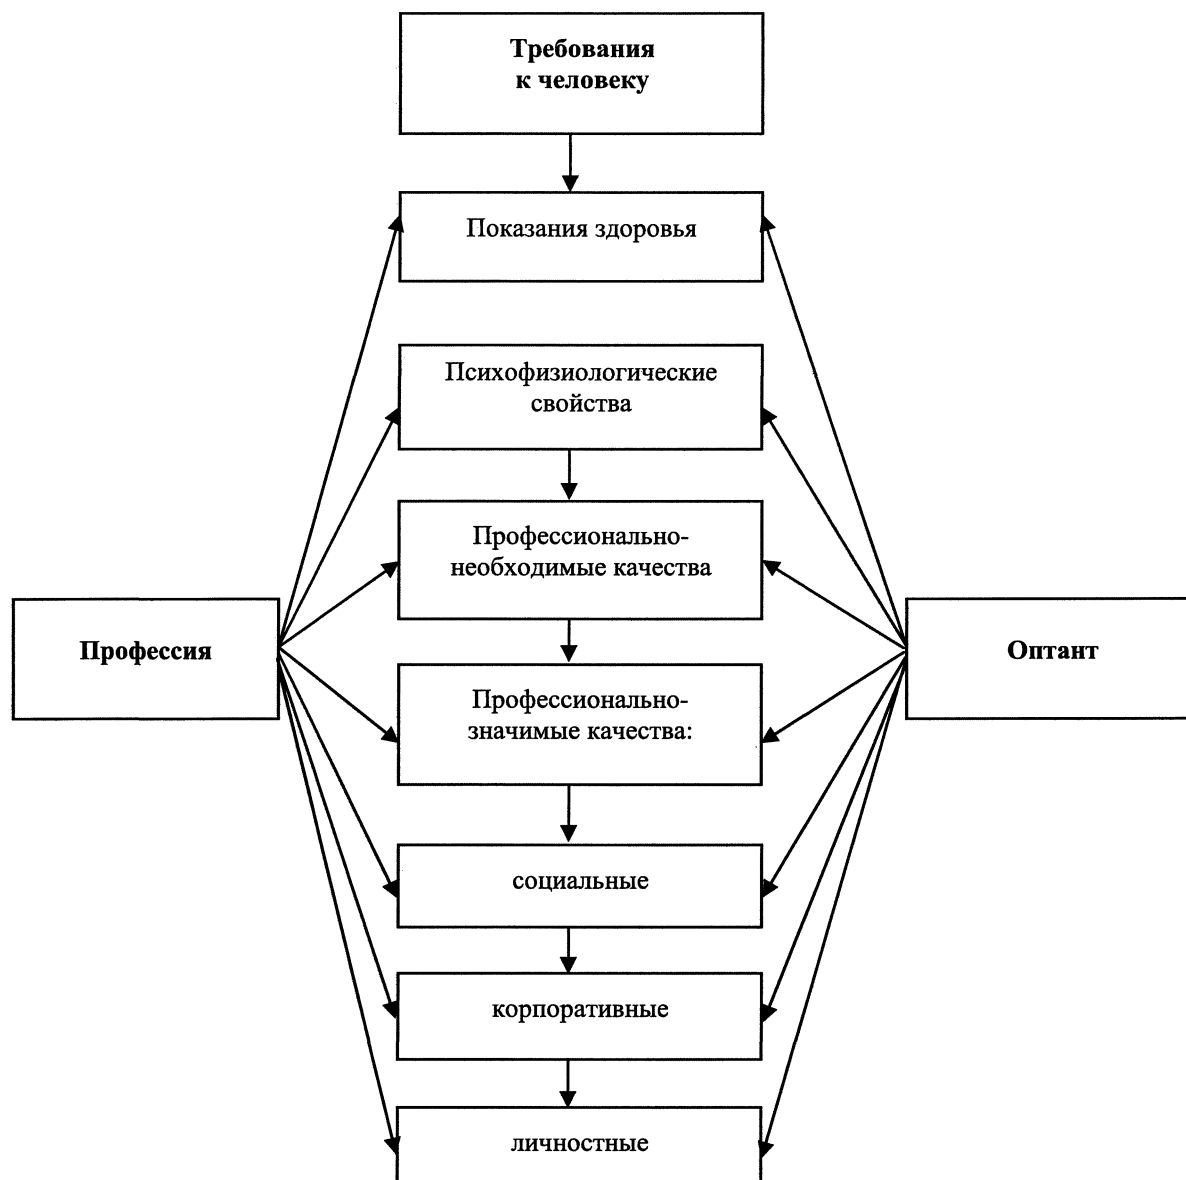 Требования
к человеку
Показания здоровья
Психофизиологические
свойства
Профессионально-
необходимые качества
Профессия
Оптант
Профессионально-
значимые качества:
социальные
корпоративные
личностные